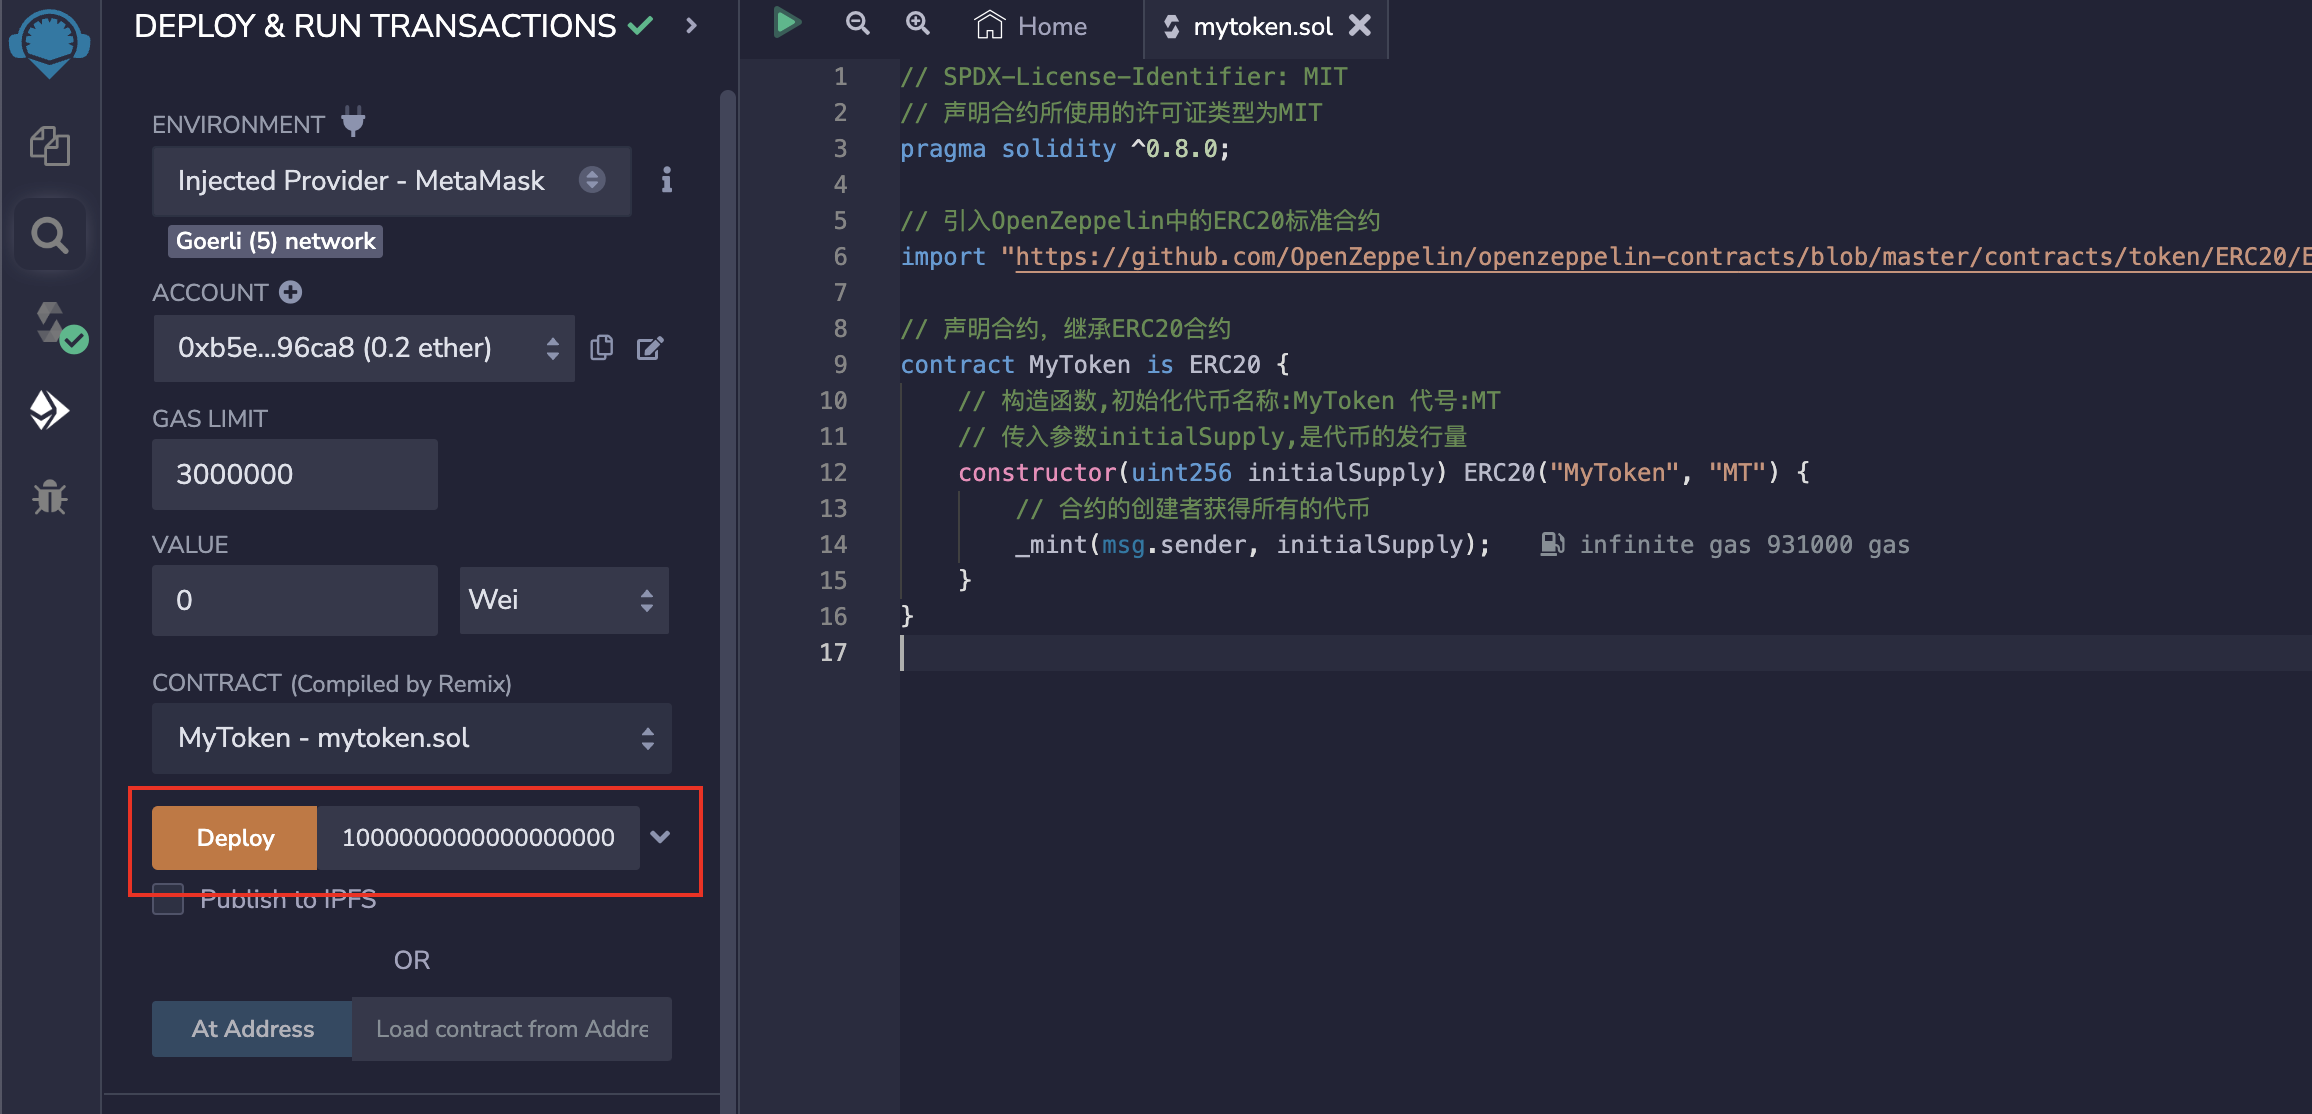 DEPLOY & RUN TRANSACTIONS
ENVIRONMENT
Injected Provider - MetaMask
Goerli (5) network
ACCOUNT
0xb5e...96ca8 (0.2 ether)
GAS LIMIT
3000000
VALUE
0
Wei
CONTRACT (Compiled by Remix)
MyToken - mytoken.sol
Deploy
1000000000000000000
Publish to IPFS
OR
At Address
Load contract from Addre
Home
mytoken.sol
1 // SPDX-License-Identifier: MIT
2 // 声明合约所使用的许可证类型为MIT
3 pragma solidity ^0.8.0;
4
5 // 引入OpenZeppelin中的ERC20标准合约
6 import "https://github.com/OpenZeppelin/openzeppelin-contracts/blob/master/contracts/token/ERC20/E
7
8 // 声明合约，继承ERC20合约
9 contract MyToken is ERC20 {
10 // 构造函数,初始化代币名称:MyToken 代号:MT
11 // 传入参数initialSupply,是代币的发行量
12 constructor(uint256 initialSupply) ERC20("MyToken", "MT") {
13 // 合约的创建者获得所有的代币
14 _mint(msg.sender, initialSupply); infinite gas 931000 gas
15 }
16 }
17